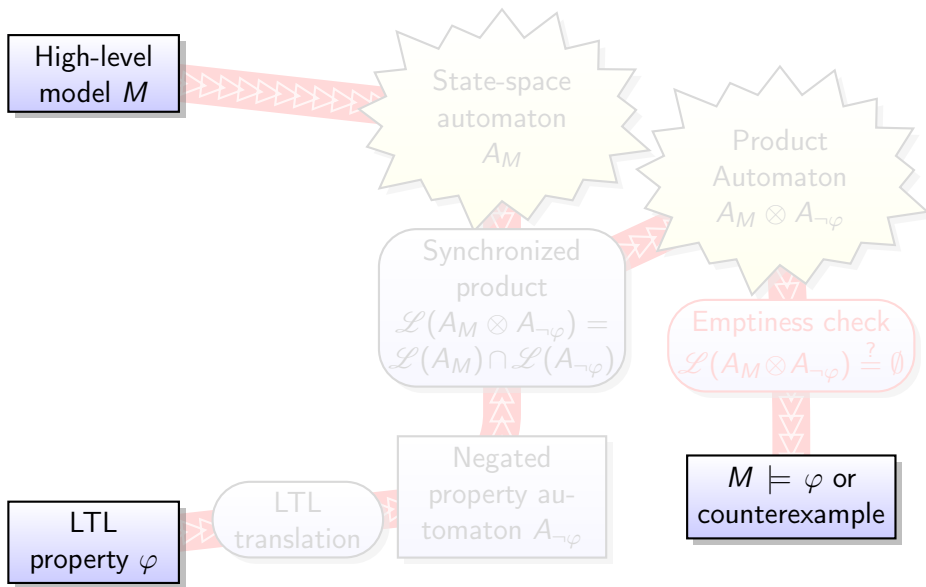 High-level
model M
State-space
automaton
A_M
Product
Automaton
A_M ⊗ A_¬φ
Synchronized
product
ℒ(A_M ⊗ A_¬φ) =
ℒ(A_M) ∩ ℒ(A_¬φ)
Emptiness check
ℒ(A_M ⊗ A_¬φ) ≟ ∅
Negated
property au-
tomaton A_¬φ
LTL
translation
LTL
property φ
M ⊨ φ or
counterexample